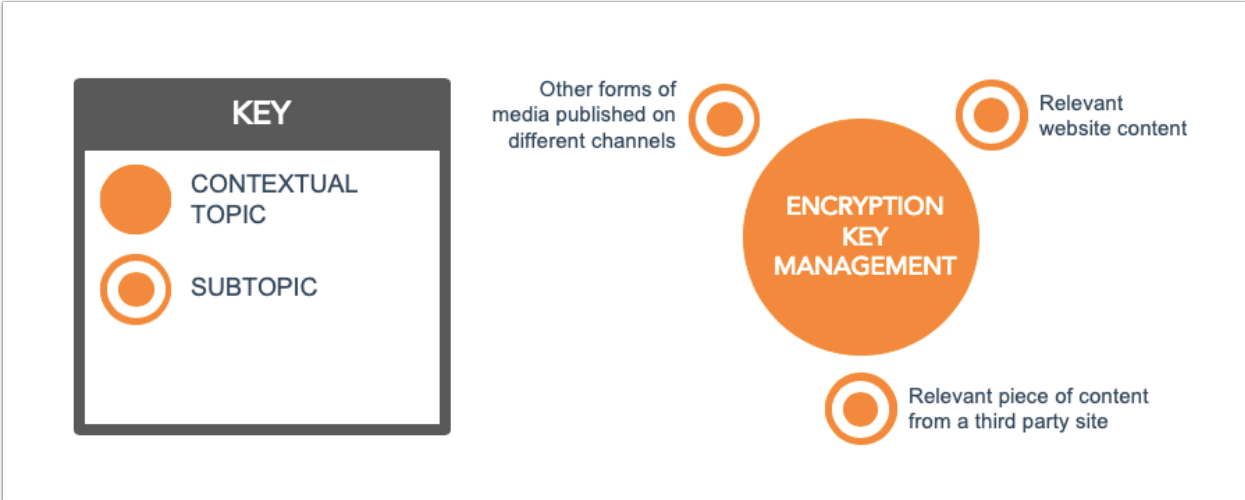 KEY
CONTEXTUAL
TOPIC
SUBTOPIC
Other forms of
media published on
different channels
Relevant
website content
ENCRYPTION
KEY
MANAGEMENT
Relevant piece of content
from a third party site